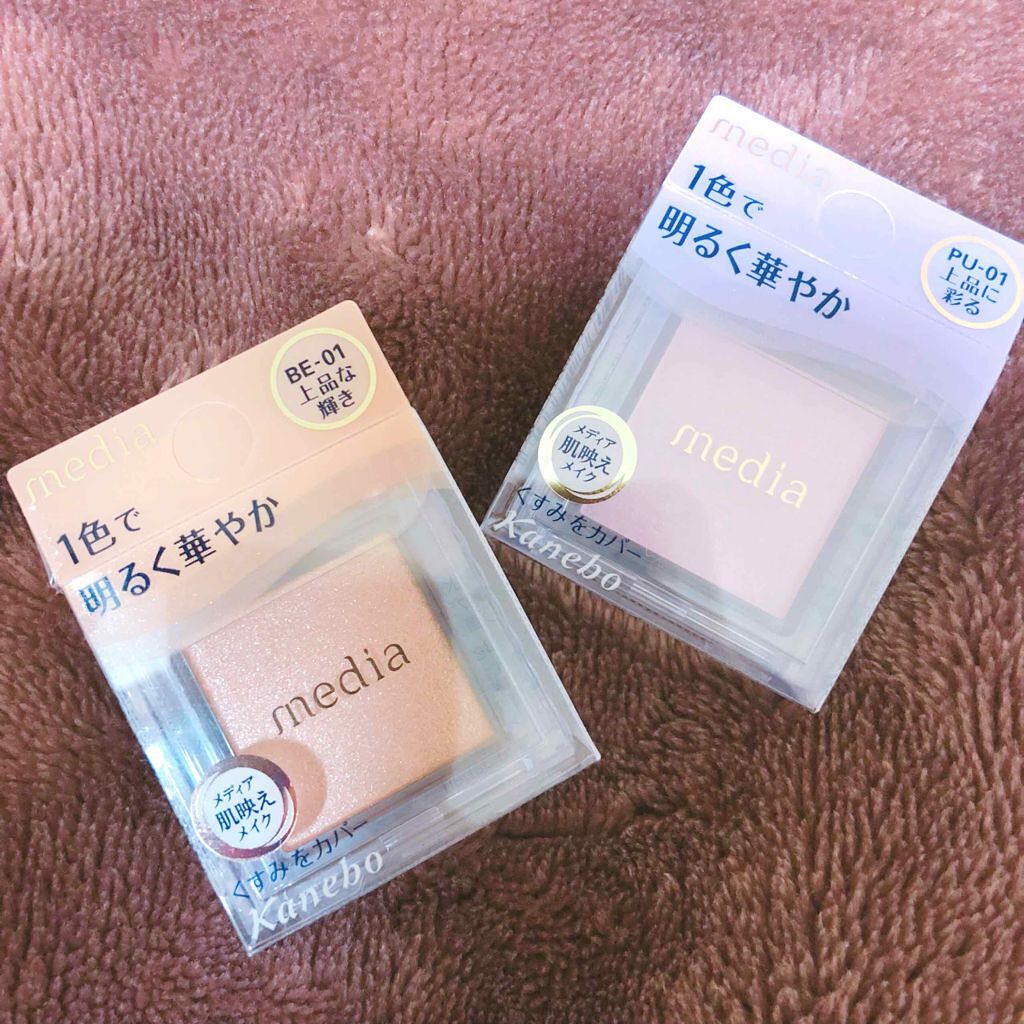 media
BE-01
上品な
輝き
1色で
明るく華やか
media
メディア
肌映え
メイク
くすみをカバー
Kanebo
media
1色で
明るく華やか
PU-01
上品に
彩る
media
メディア
肌映え
メイク
くすみをカバー
Kanebo